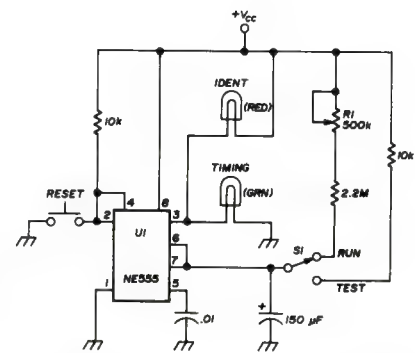 +Vcc
IDENT
(RED)
10k
R1
500k
10k
TIMING
(GRN)
2.2M
RESET
4
8
2
3
U1
6
S1
RUN
7
NE555
TEST
1
5
.01
+
150 µF